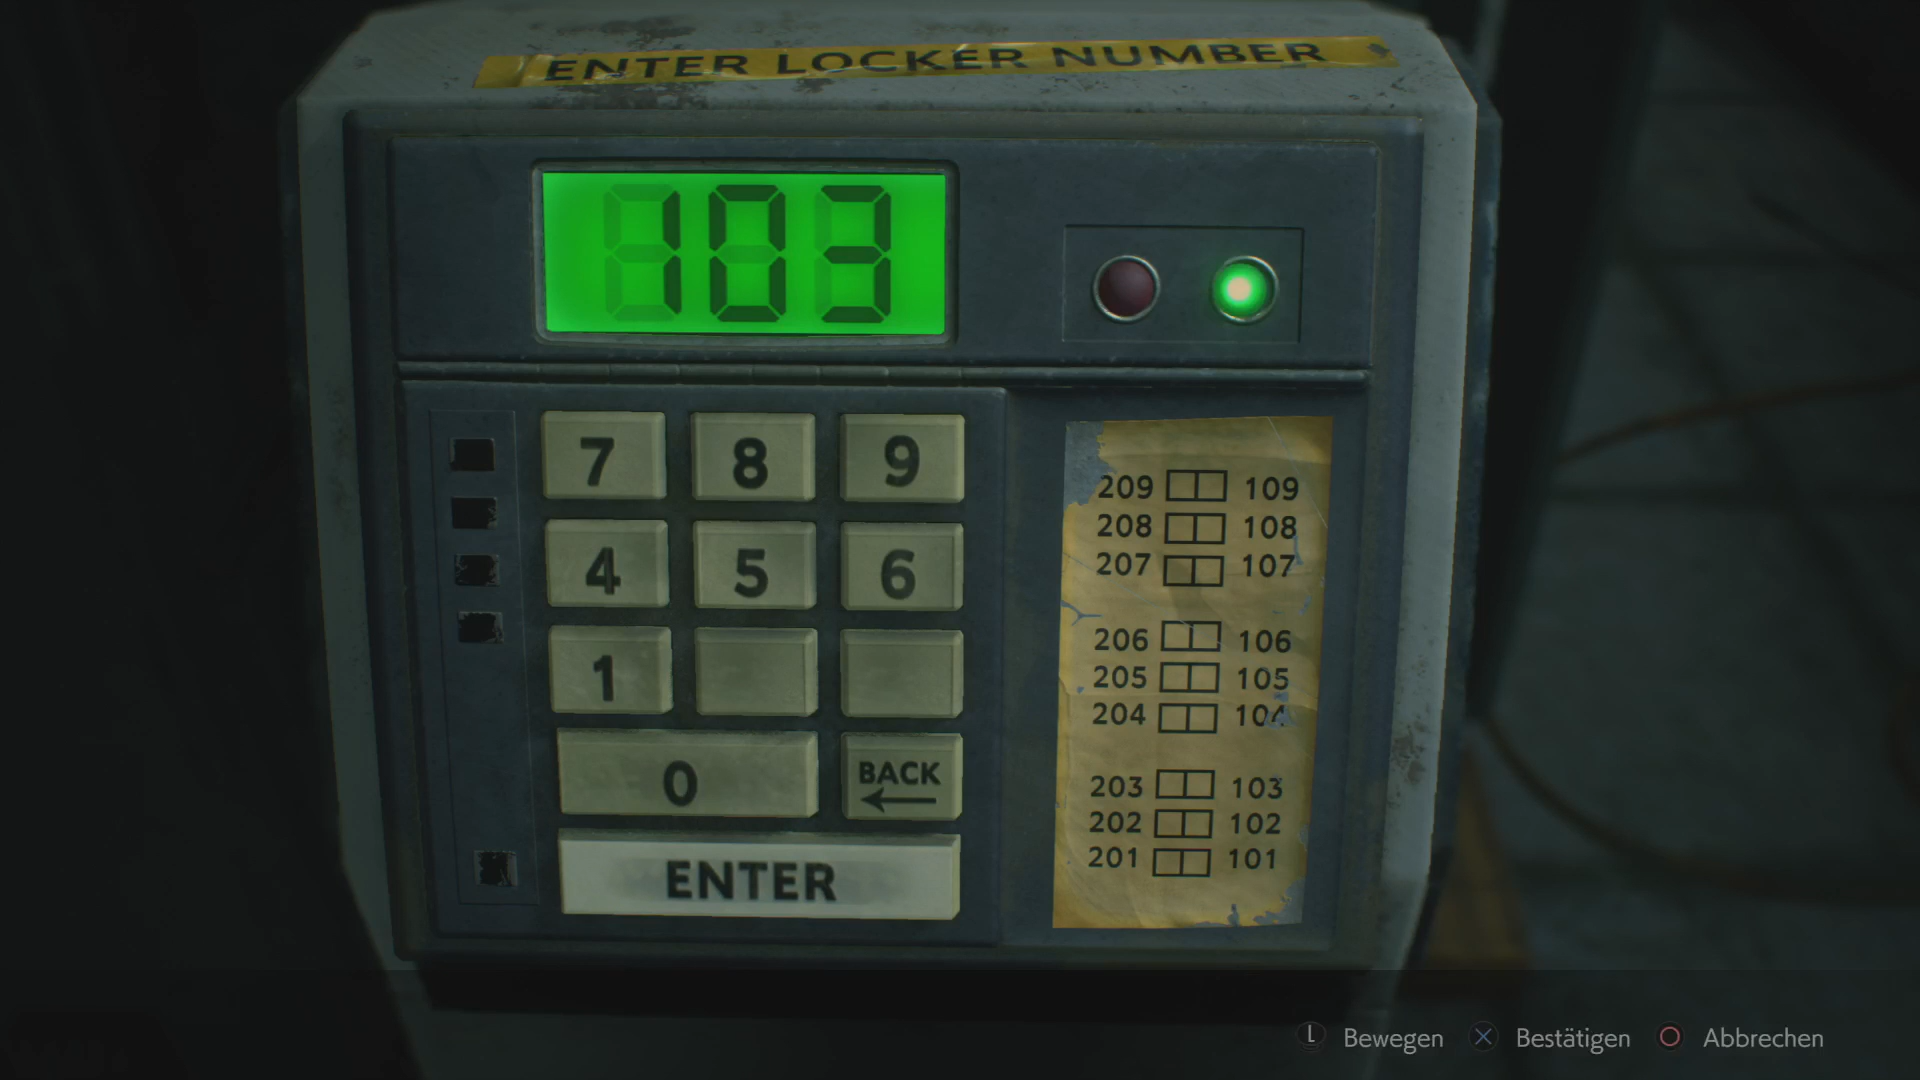 ENTER LOCKER NUMBER
103
7 8 9
4 5 6
1
0 BACK
ENTER
209 109
208 108
207 107
206 106
205 105
204 104
203 103
202 102
201 101
L Bewegen Bestätigen Abbrechen